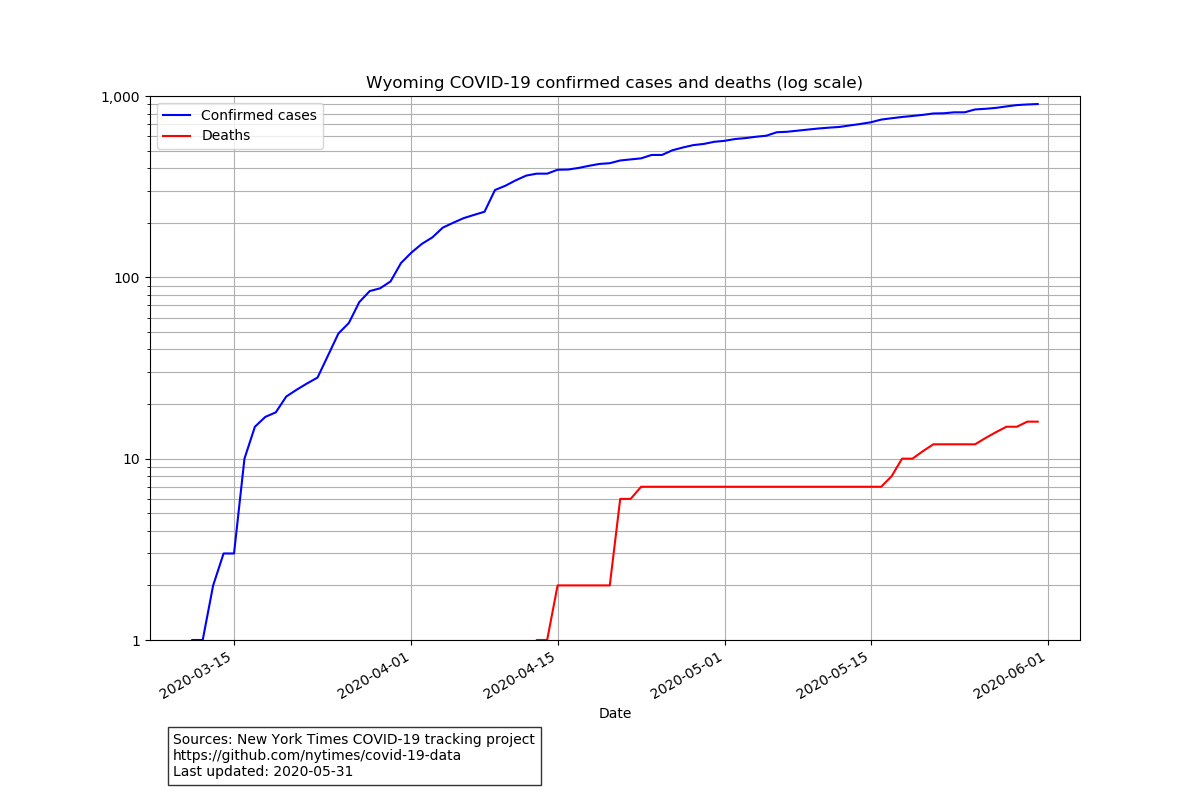 Wyoming COVID-19 confirmed cases and deaths (log scale)
1,000
Confirmed cases
Deaths
100
10
1
2020-03-15
2020-04-01
2020-04-15
2020-05-01
2020-05-15
2020-06-01
Date
Sources: New York Times COVID-19 tracking project
https://github.com/nytimes/covid-19-data
Last updated: 2020-05-31